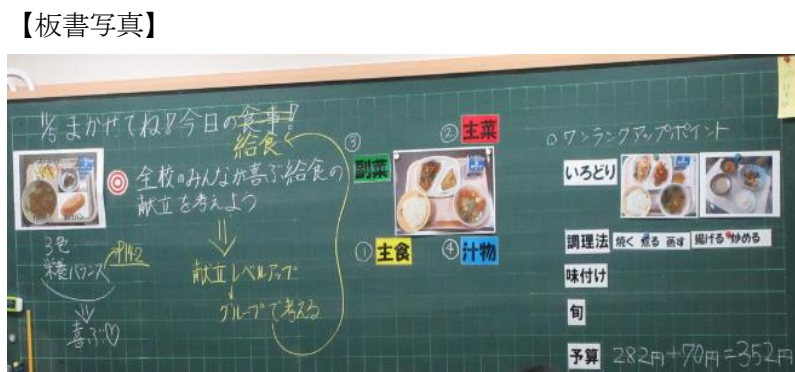 【板書写真】
11/5 まかせてね!今日の食事!
給食
全校のみんなが喜ぶ給食の
献立を考えよう
3色
栄養バランス
P142
喜ぶ♡
献立レベルアップ
グループで考える
③
副菜
② 主菜
① 主食
④ 汁物
○ワンランクアップポイント
いろどり
調理法 焼く 煮る 蒸す 揚げる 炒める
味付け
旬
予算 282円+70円=352円